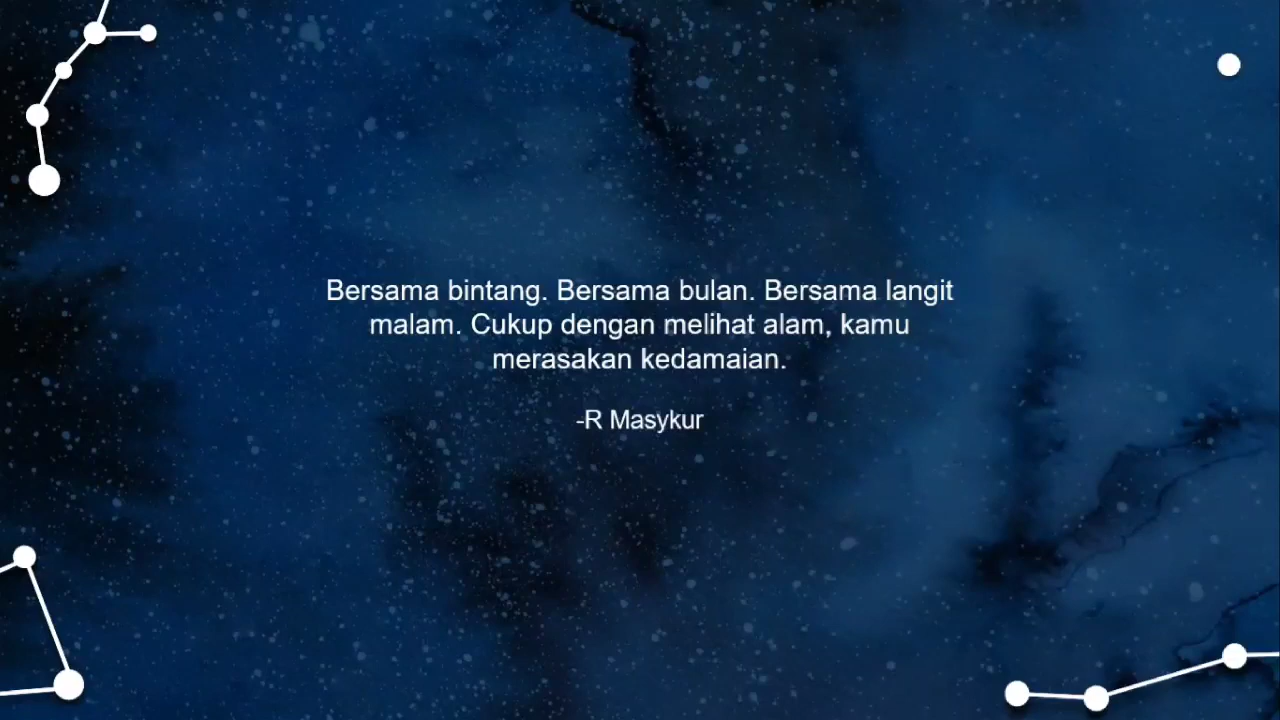 Bersama bintang. Bersama bulan. Bersama langit
malam. Cukup dengan melihat alam, kamu
merasakan kedamaian.
-R Masykur